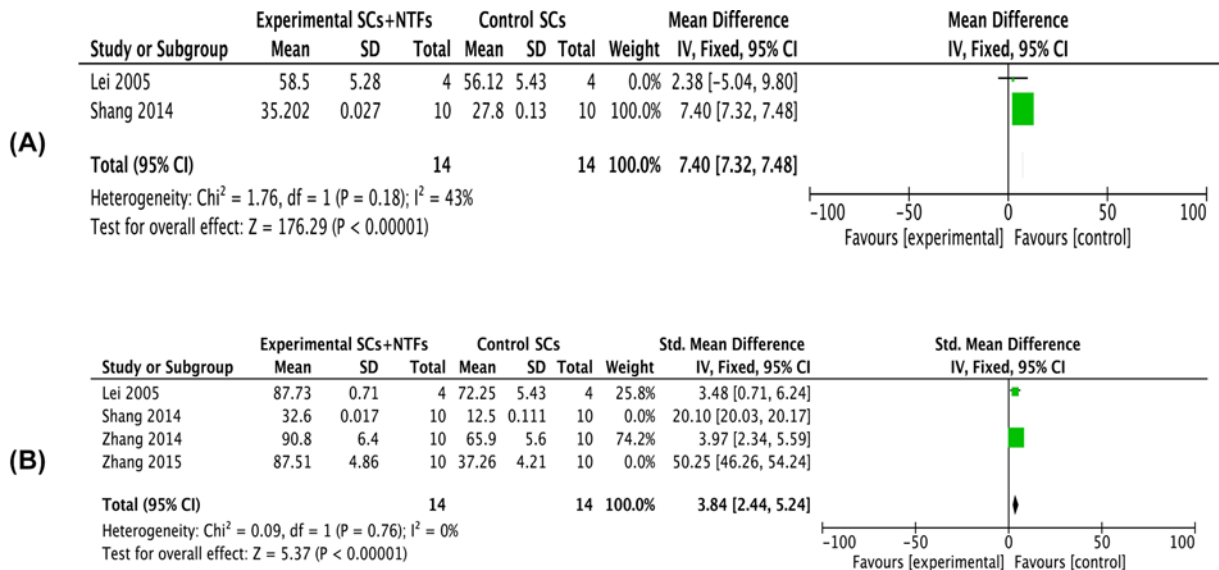 Experimental SCs+NTFs Control SCs Mean Difference Mean Difference
Study or Subgroup Mean SD Total Mean SD Total Weight IV, Fixed, 95% CI IV, Fixed, 95% CI
Lei 2005 58.5 5.28 4 56.12 5.43 4 0.0% 2.38 [−5.04, 9.80]
Shang 2014 35.202 0.027 10 27.8 0.13 10 100.0% 7.40 [7.32, 7.48]
(A)
Total (95% CI) 14 14 100.0% 7.40 [7.32, 7.48]
Heterogeneity: Chi² = 1.76, df = 1 (P = 0.18); I² = 43%
Test for overall effect: Z = 176.29 (P < 0.00001)
−100 −50 0 50 100
Favours [experimental] Favours [control]
Experimental SCs+NTFs Control SCs Std. Mean Difference Std. Mean Difference
Study or Subgroup Mean SD Total Mean SD Total Weight IV, Fixed, 95% CI IV, Fixed, 95% CI
Lei 2005 87.73 0.71 4 72.25 5.43 4 25.8% 3.48 [0.71, 6.24]
Shang 2014 32.6 0.017 10 12.5 0.111 10 0.0% 20.10 [20.03, 20.17]
Zhang 2014 90.8 6.4 10 65.9 5.6 10 74.2% 3.97 [2.34, 5.59]
(B)
Zhang 2015 87.51 4.86 10 37.26 4.21 10 0.0% 50.25 [46.26, 54.24]
Total (95% CI) 14 14 100.0% 3.84 [2.44, 5.24]
Heterogeneity: Chi² = 0.09, df = 1 (P = 0.76); I² = 0%
Test for overall effect: Z = 5.37 (P < 0.00001)
−100 −50 0 50 100
Favours [experimental] Favours [control]